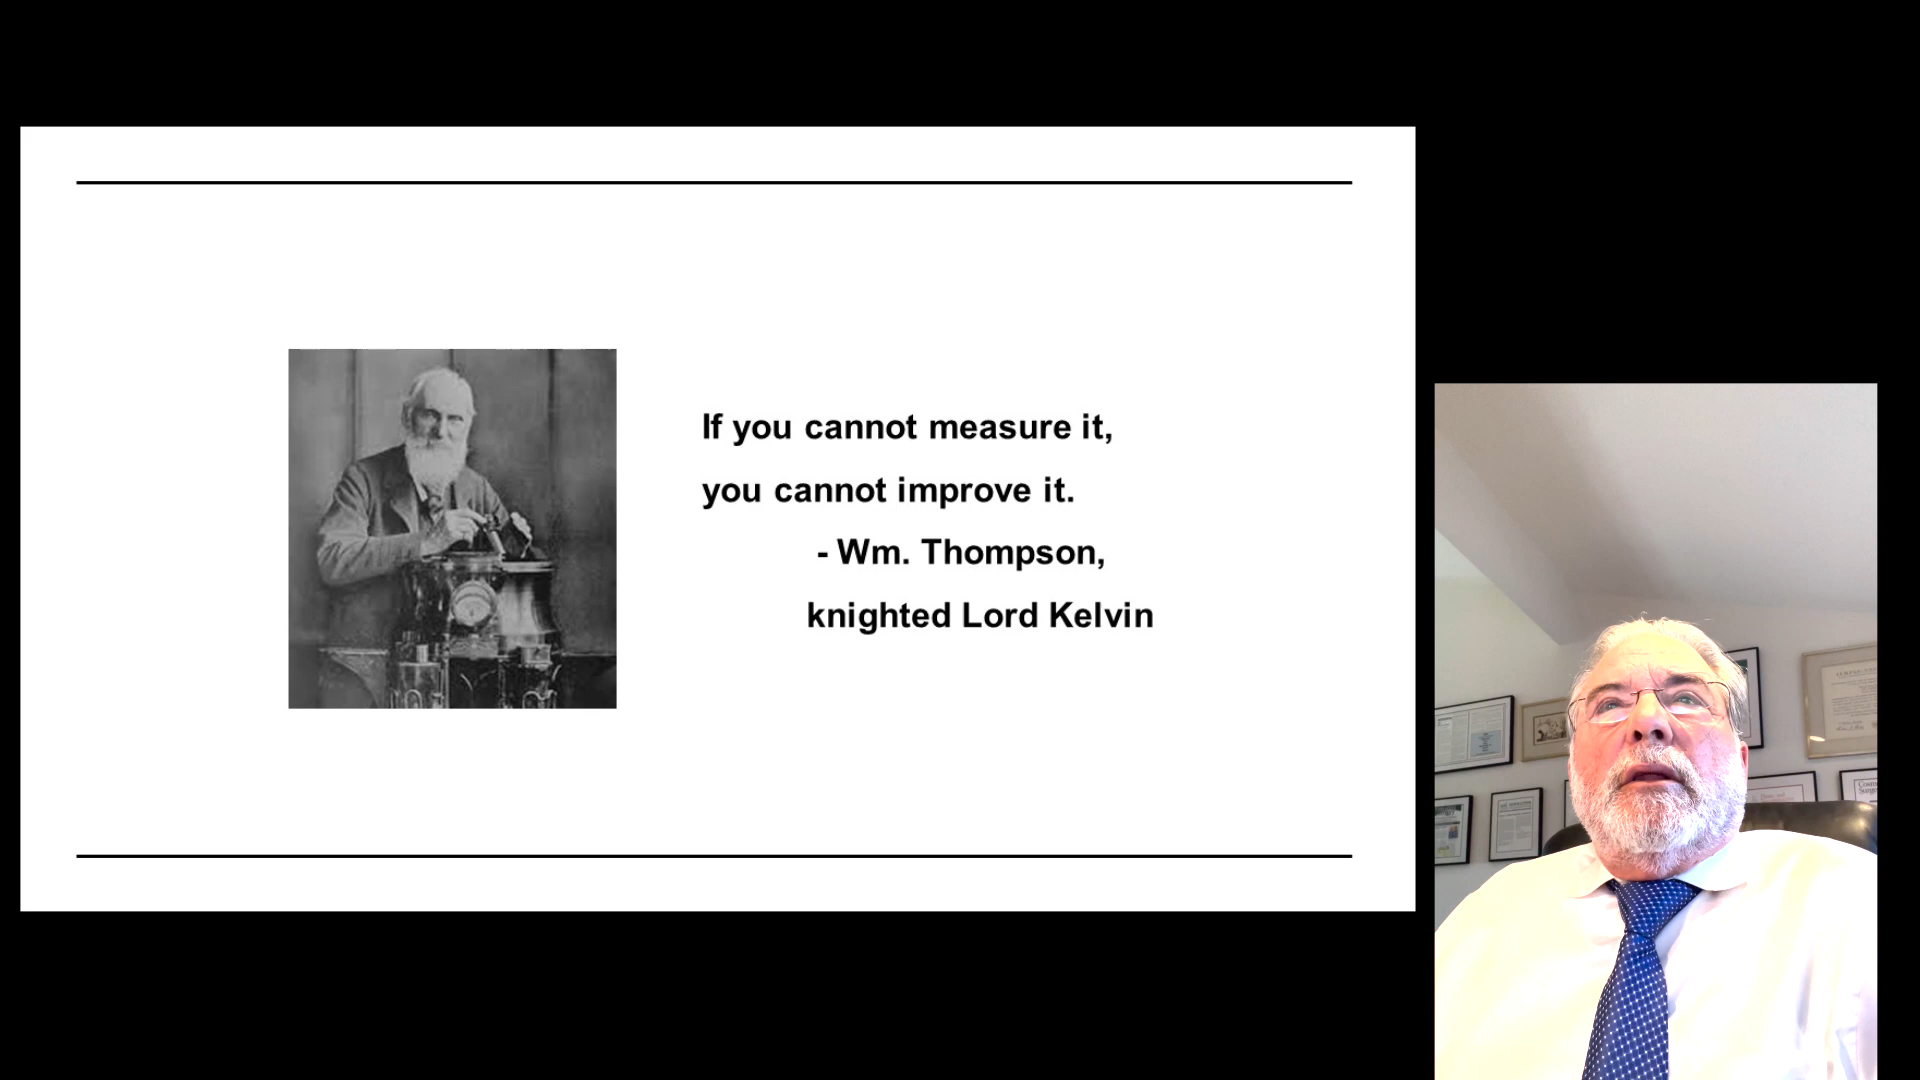 If you cannot measure it,
you cannot improve it.
- Wm. Thompson,
knighted Lord Kelvin